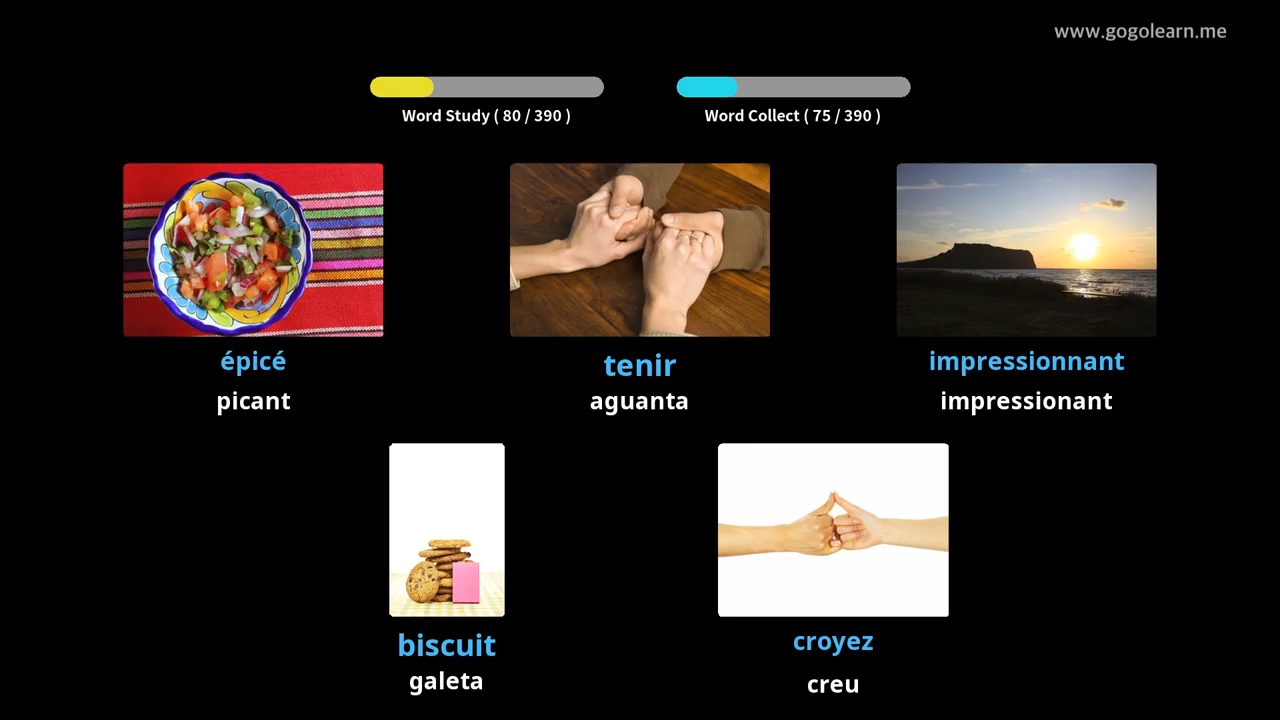 www.gogolearn.me
Word Study ( 80 / 390 )
Word Collect ( 75 / 390 )
épicé
tenir
impressionnant
picant
aguanta
impressionant
biscuit
croyez
galeta
creu